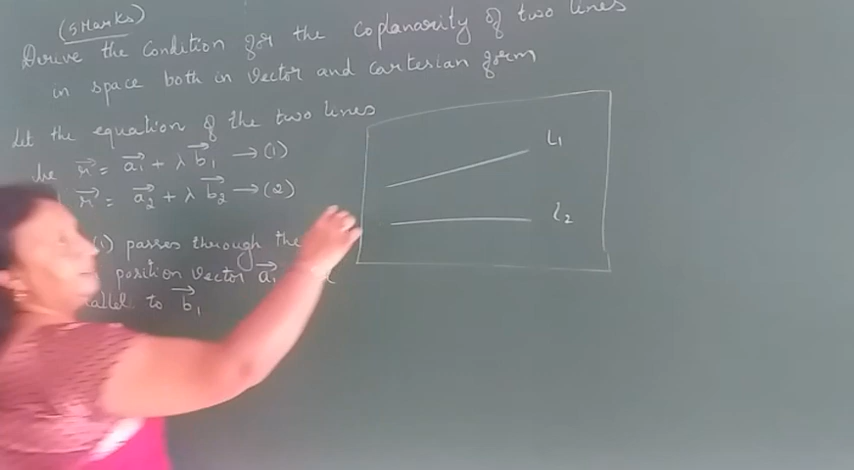 (5 Marks)
Derive the condition for the coplanarity of two lines
in space both in vector and cartesian form
Let the equation of the two lines
be r⃗ = a⃗₁ + λ b⃗₁ → (1)
r⃗ = a⃗₂ + λ b⃗₂ → (2)
(1) passes through the
position vector a⃗₁
to b⃗₁
L₁
L₂